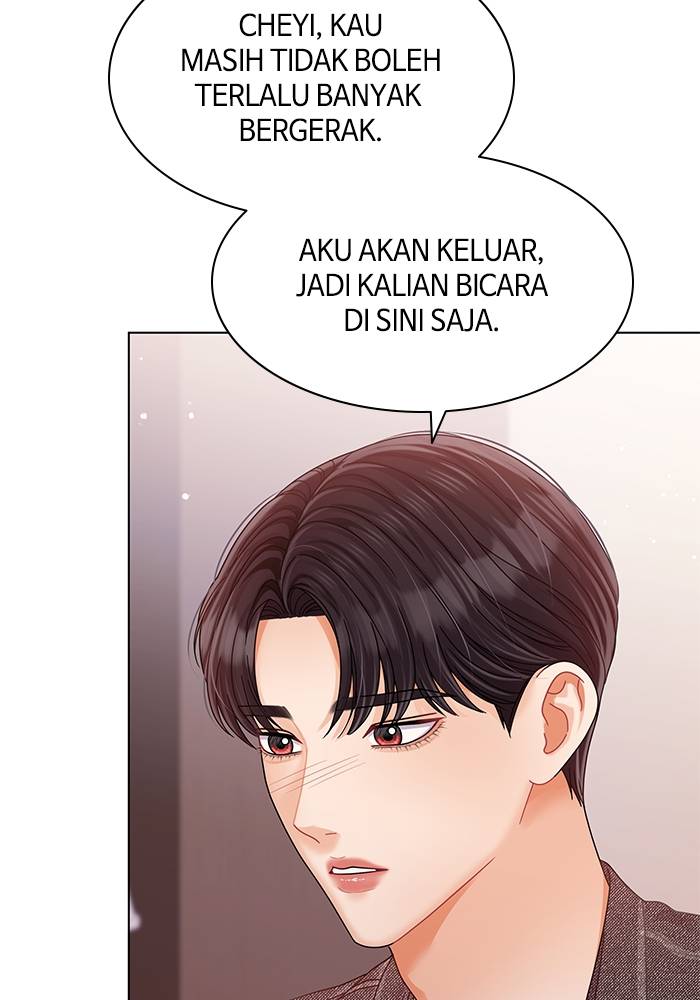 CHEYI, KAU
MASIH TIDAK BOLEH
TERLALU BANYAK
BERGERAK.
AKU AKAN KELUAR,
JADI KALIAN BICARA
DI SINI SAJA.